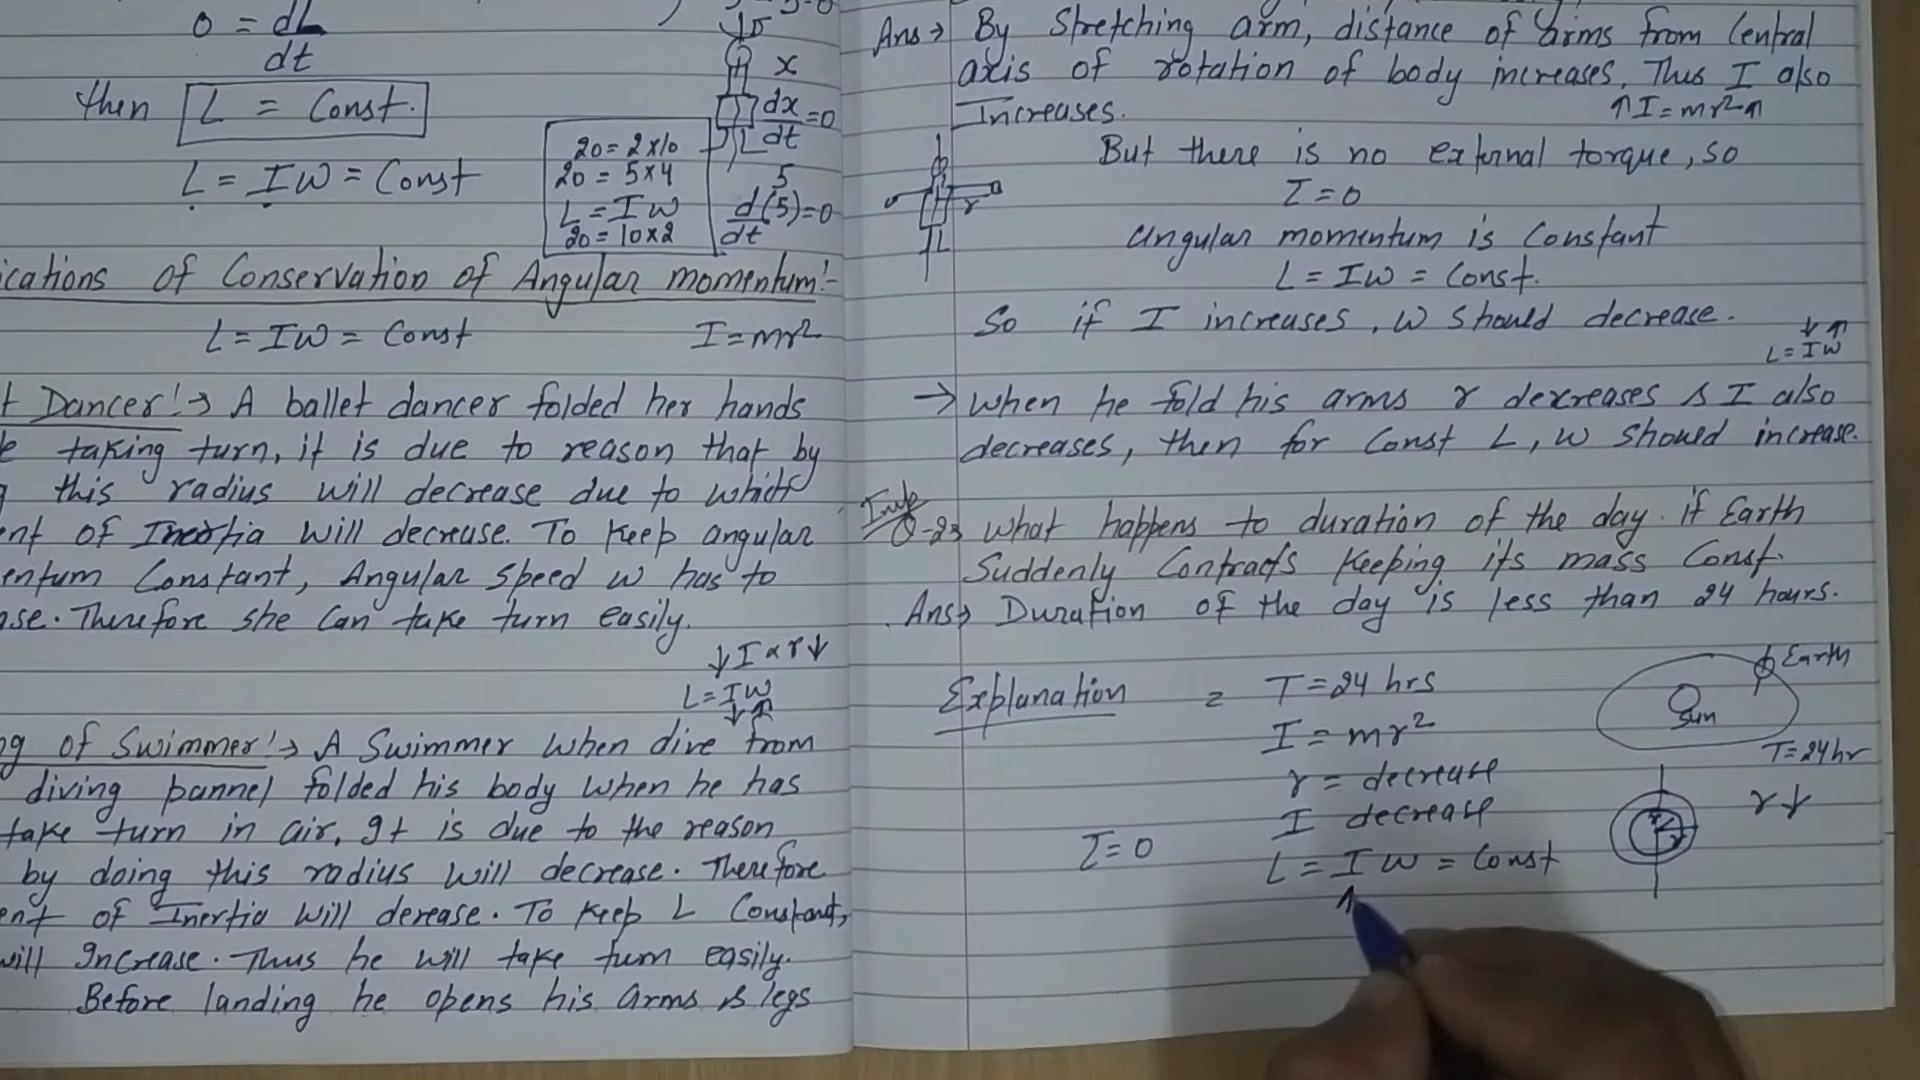 0 = dL
dt
then L = Const.
L = Iω = Const
20 = 2×10
20 = 5×4
L = Iω
20 = 10×2
x
dx = 0
dt
5
d(5) = 0
dt
ications of Conservation of Angular momentum:-
L = Iω = Const I = mr²
t Dancer:→ A ballet dancer folded her hands
e taking turn, it is due to reason that by
g this radius will decrease due to which
ent of Inertia will decrease. To Keep angular
entum Constant, Angular Speed ω has to
ase. Therefore she Can take turn easily.
↓I ∝ r↓
L = Iω
↓↑
ng of Swimmer:→ A Swimmer when dive from
diving pannel folded his body when he has
take turn in air, It is due to the reason
by doing this radius will decrease. Therefore
ent of Inertia will derease. To Keep L Constant,
will Increase. Thus he will take turn easily.
Before landing he opens his arms & legs
Ans→ By Stretching arm, distance of arms from Central
axis of rotation of body increases. Thus I also
Increases.
↑I = mr²↑
But there is no external torque, so
τ = 0
r
angular momentum is Constant
L = Iω = Const.
So if I increases, ω should decrease.
↓↑
L = Iω
→ When he fold his arms r decreases & I also
decreases, then for Const L, ω should increase.
Imp
Q-23 What happens to duration of the day. if Earth
Suddenly Contracts Keeping its mass Const.
Ans→ Duration of the day is less than 24 hours.
Explanation = T = 24 hrs
Earth
Sun
I = mr²
T = 24hr
r = decrease
r↓
I decrease
τ = 0
L = Iω = Const
↑